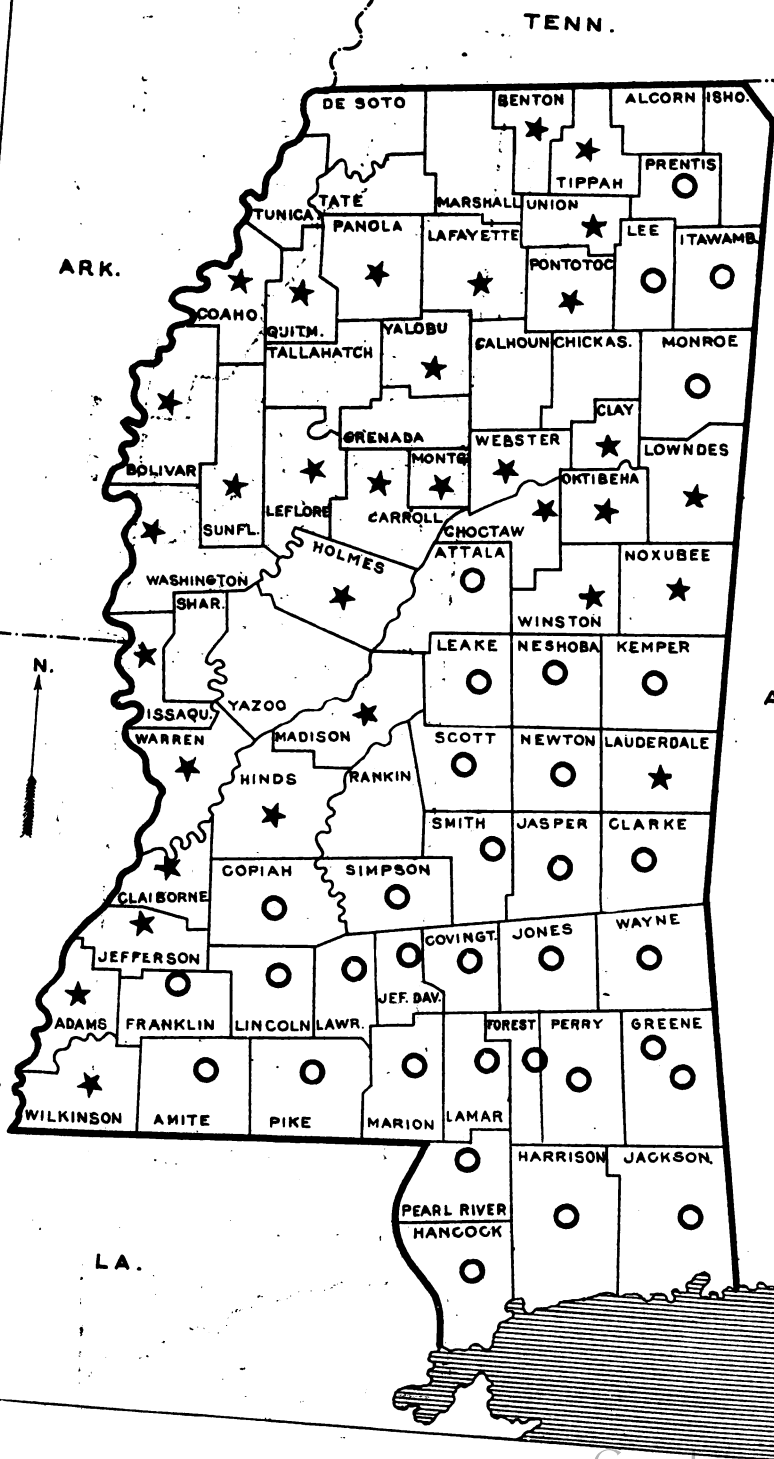 TENN.
DE SOTO
BENTON
ALCORN
ISHO.
PRENTIS
TIPPAH
TATE
MARSHALL
UNION
TUNICA
PANOLA
LAFAYETTE
LEE
ITAWAMB.
ARK.
PONTOTOC
COAHO
QUITM.
YALOBU
TALLAHATCH
CALHOUN
CHICKAS.
MONROE
CLAY
GRENADA
WEBSTER
LOWNDES
MONTG
BOLIVAR
OKTIBEHA
LEFLORE
CARROLL
SUNFL.
CHOCTAW
HOLMES
ATTALA
NOXUBEE
WASHINGTON
SHAR.
WINSTON
LEAKE
NESHOBA
KEMPER
N.
A
YAZOO
ISSAQU.
WARREN
MADISON
SCOTT
NEWTON
LAUDERDALE
HINDS
RANKIN
SMITH
JASPER
CLARKE
COPIAH
SIMPSON
CLAIBORNE
WAYNE
COVINGT.
JONES
JEFFERSON
JEF. DAV.
ADAMS
FRANKLIN
LINCOLN
LAWR.
FOREST
PERRY
GREENE
WILKINSON
AMITE
PIKE
MARION
LAMAR
HARRISON
JACKSON.
PEARL RIVER
HANCOCK
LA.